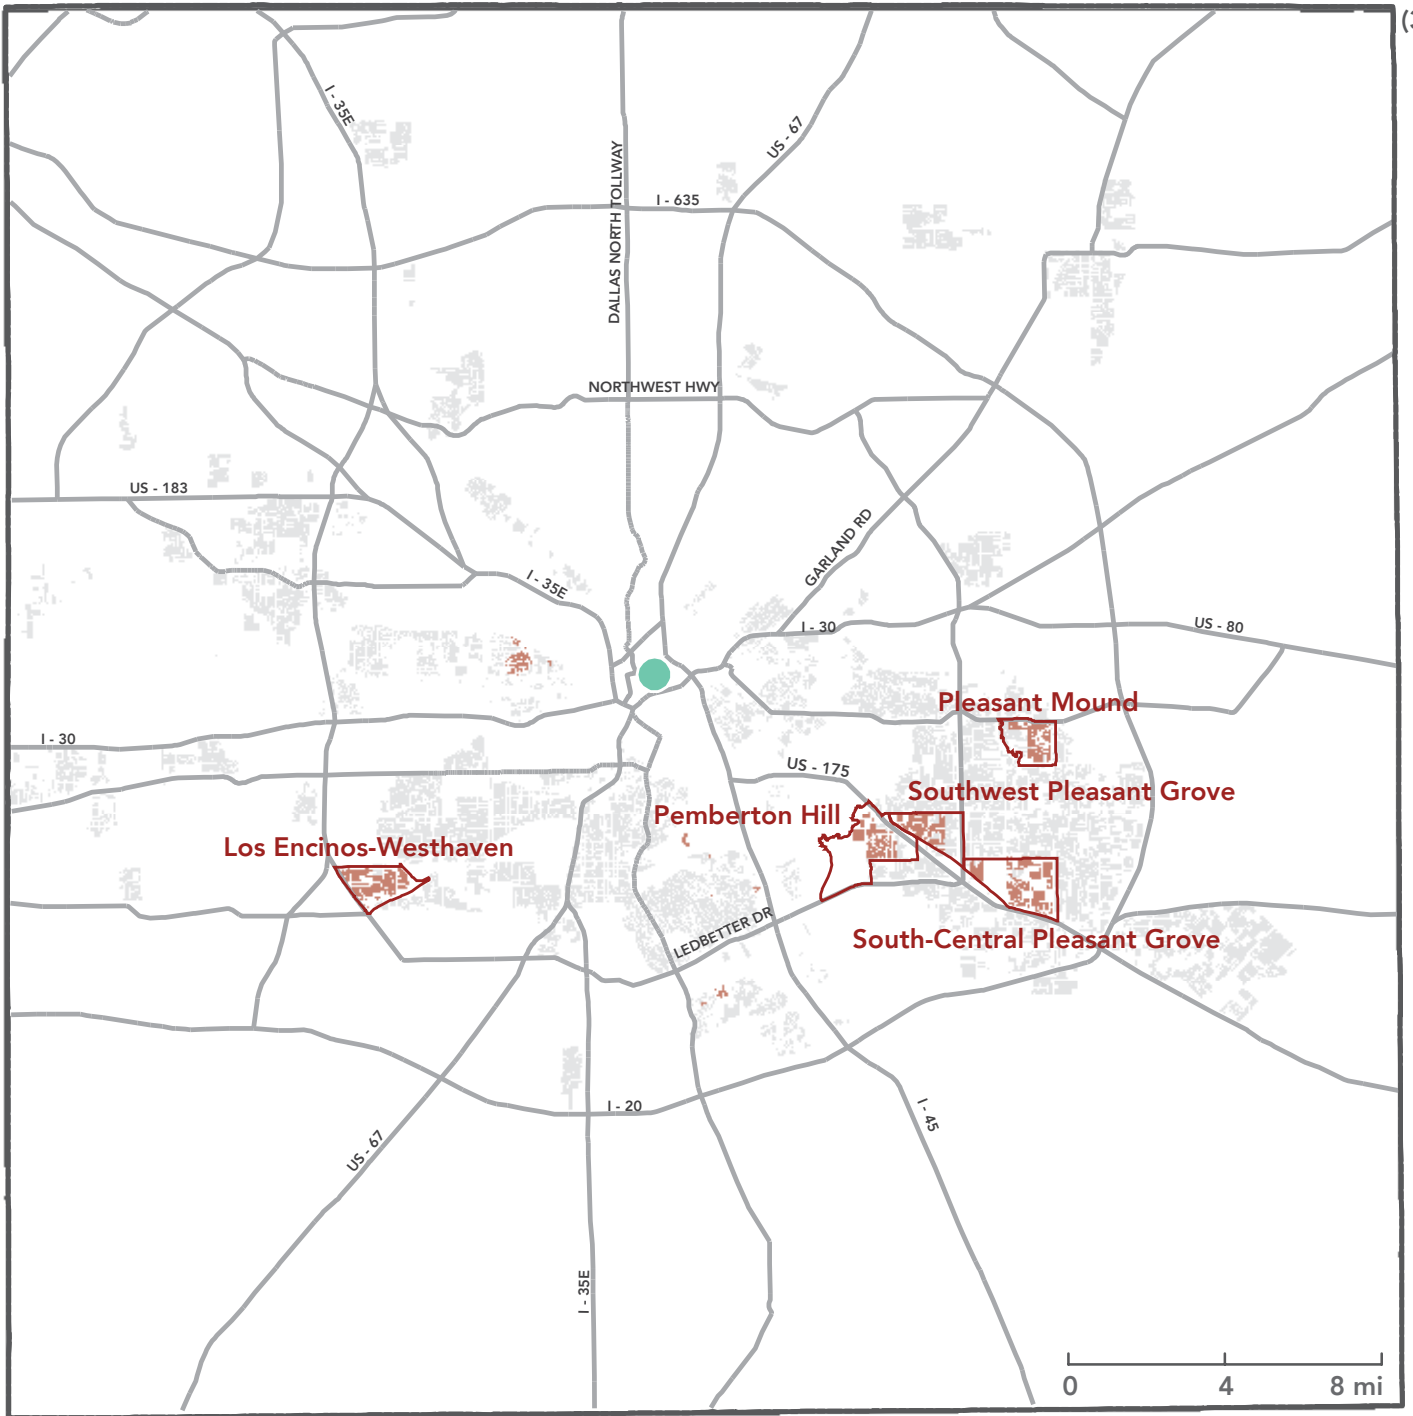 (3
I - 35E
US - 67
DALLAS NORTH TOLLWAY
I - 635
NORTHWEST HWY
US - 183
GARLAND RD
I - 35E
I - 30
US - 80
Pleasant Mound
I - 30
US - 175
Southwest Pleasant Grove
Pemberton Hill
Los Encinos-Westhaven
LEDBETTER DR
South-Central Pleasant Grove
I - 20
I - 45
US - 67
I - 35E
0 4 8 mi